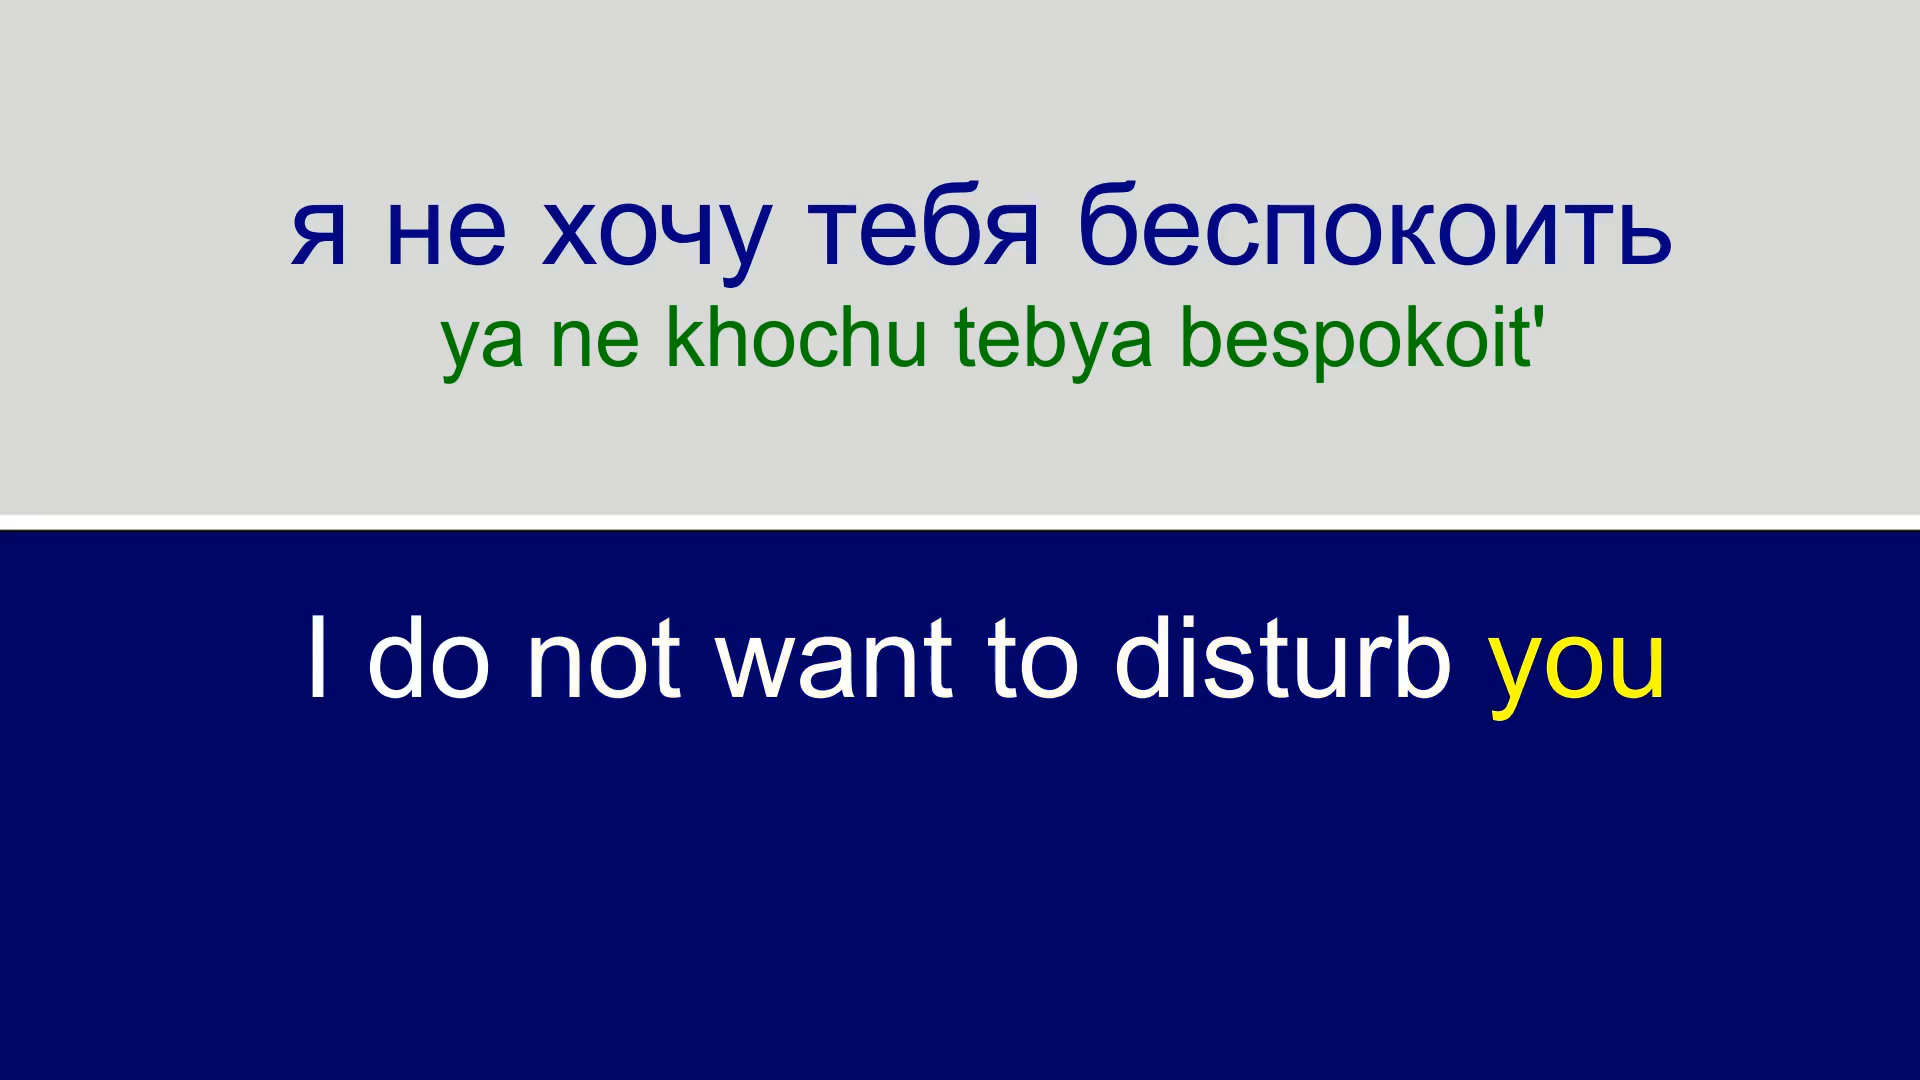 я не хочу тебя беспокоить
ya ne khochu tebya bespokoit'
I do not want to disturb you